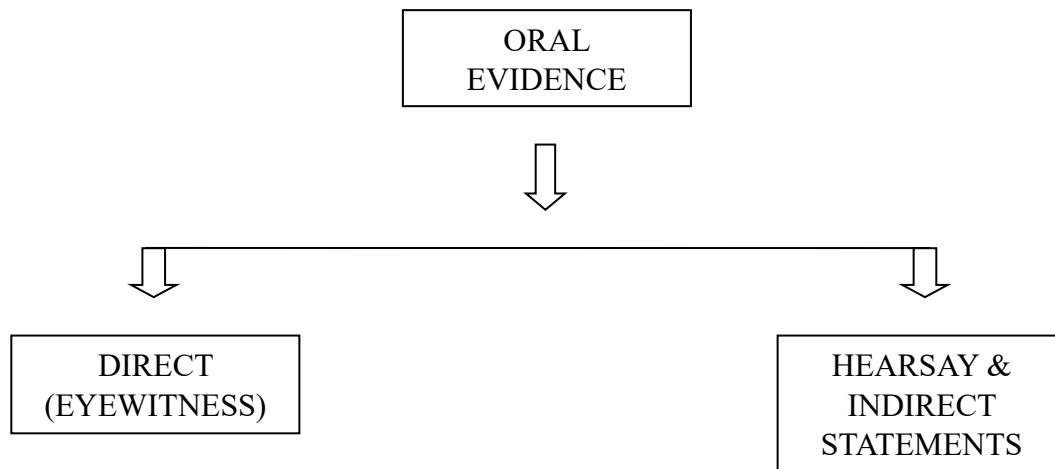 ORAL
EVIDENCE
DIRECT
(EYEWITNESS)
HEARSAY &
INDIRECT
STATEMENTS